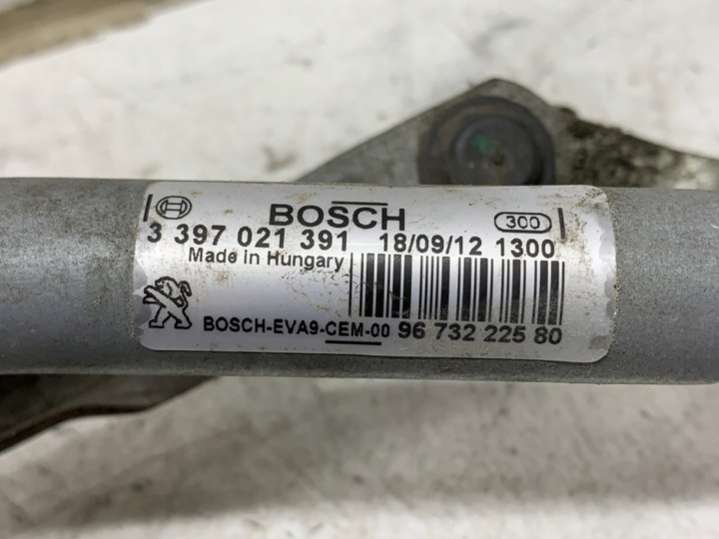 BOSCH 300
3 397 021 391 18/09/12 1300
Made in Hungary
BOSCH-EVA9-CEM-00 96 732 225 80